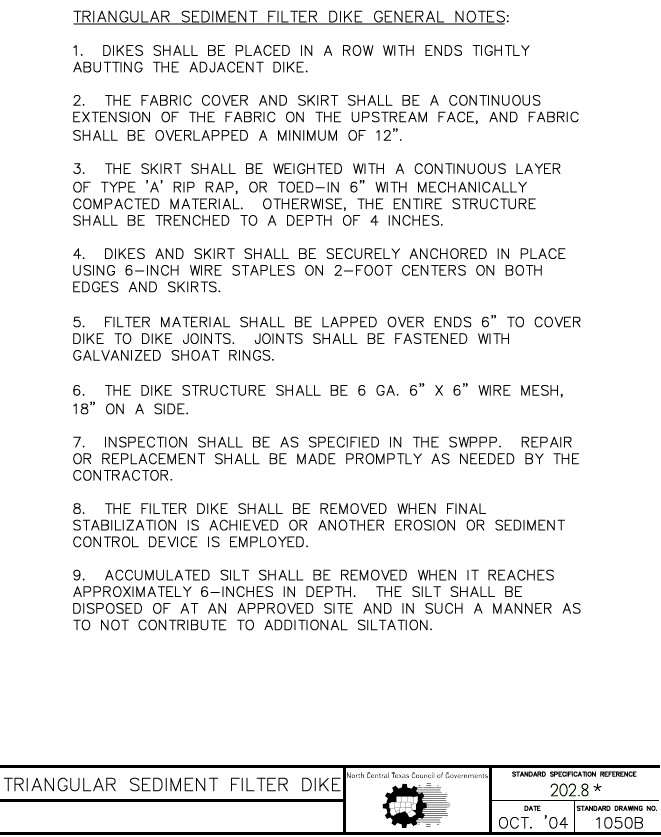 TRIANGULAR SEDIMENT FILTER DIKE GENERAL NOTES:
1. DIKES SHALL BE PLACED IN A ROW WITH ENDS TIGHTLY
ABUTTING THE ADJACENT DIKE.
2. THE FABRIC COVER AND SKIRT SHALL BE A CONTINUOUS
EXTENSION OF THE FABRIC ON THE UPSTREAM FACE, AND FABRIC
SHALL BE OVERLAPPED A MINIMUM OF 12".
3. THE SKIRT SHALL BE WEIGHTED WITH A CONTINUOUS LAYER
OF TYPE 'A' RIP RAP, OR TOED-IN 6" WITH MECHANICALLY
COMPACTED MATERIAL. OTHERWISE, THE ENTIRE STRUCTURE
SHALL BE TRENCHED TO A DEPTH OF 4 INCHES.
4. DIKES AND SKIRT SHALL BE SECURELY ANCHORED IN PLACE
USING 6-INCH WIRE STAPLES ON 2-FOOT CENTERS ON BOTH
EDGES AND SKIRTS.
5. FILTER MATERIAL SHALL BE LAPPED OVER ENDS 6" TO COVER
DIKE TO DIKE JOINTS. JOINTS SHALL BE FASTENED WITH
GALVANIZED SHOAT RINGS.
6. THE DIKE STRUCTURE SHALL BE 6 GA. 6" X 6" WIRE MESH,
18" ON A SIDE.
7. INSPECTION SHALL BE AS SPECIFIED IN THE SWPPP. REPAIR
OR REPLACEMENT SHALL BE MADE PROMPTLY AS NEEDED BY THE
CONTRACTOR.
8. THE FILTER DIKE SHALL BE REMOVED WHEN FINAL
STABILIZATION IS ACHIEVED OR ANOTHER EROSION OR SEDIMENT
CONTROL DEVICE IS EMPLOYED.
9. ACCUMULATED SILT SHALL BE REMOVED WHEN IT REACHES
APPROXIMATELY 6-INCHES IN DEPTH. THE SILT SHALL BE
DISPOSED OF AT AN APPROVED SITE AND IN SUCH A MANNER AS
TO NOT CONTRIBUTE TO ADDITIONAL SILTATION.
TRIANGULAR SEDIMENT FILTER DIKE
North Central Texas Council of Governments
STANDARD SPECIFICATION REFERENCE
202.8*
DATE
OCT. '04
STANDARD DRAWING NO.
1050B